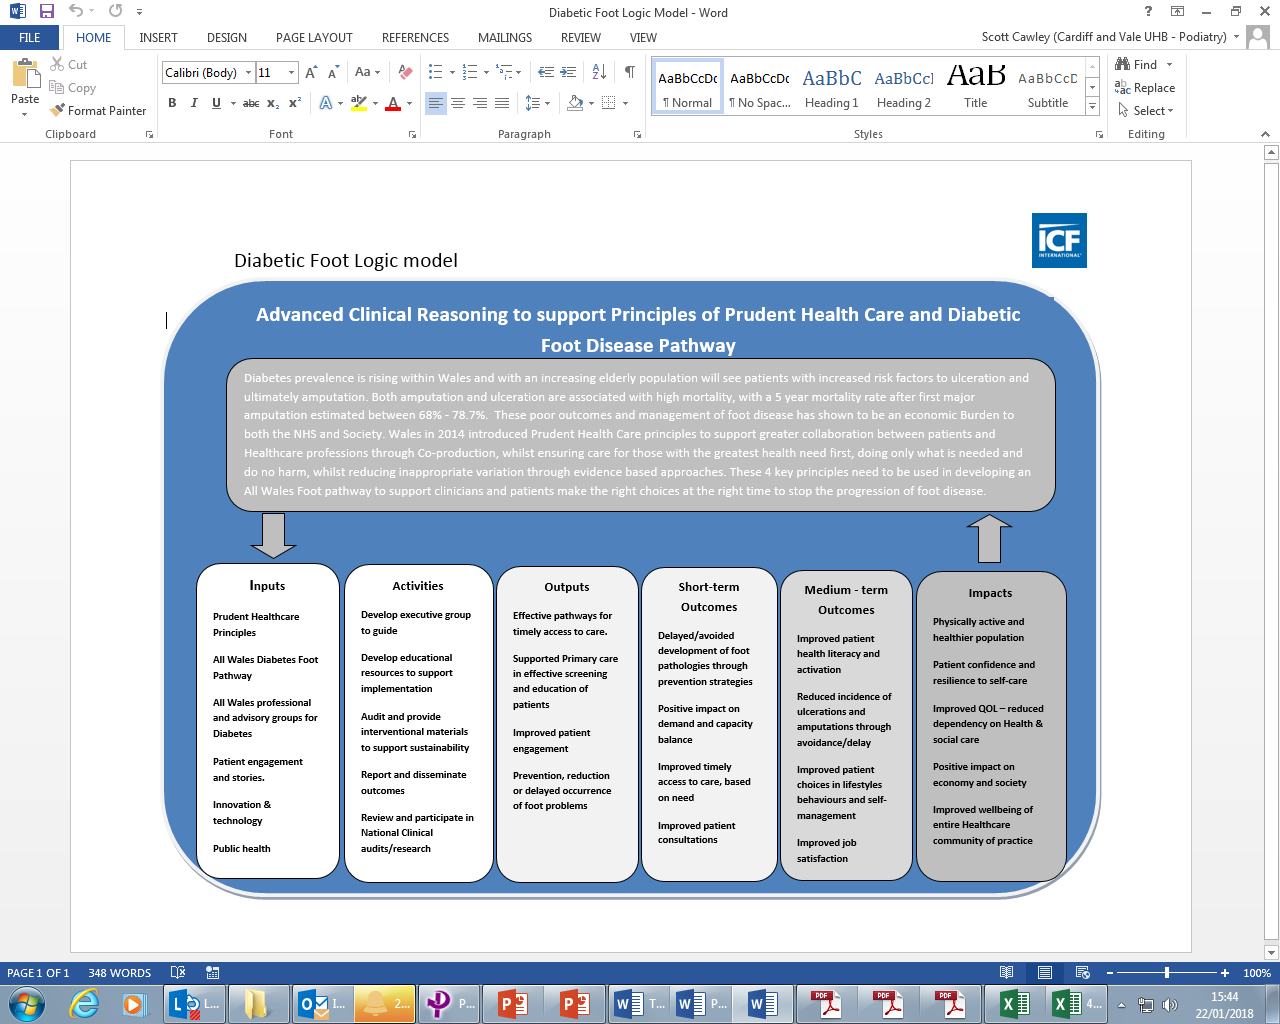 Diabetic Foot Logic Model - Word
FILE HOME INSERT DESIGN PAGE LAYOUT REFERENCES MAILINGS REVIEW VIEW
Scott Cawley (Cardiff and Vale UHB - Podiatry)
Paste
Cut
Copy
Format Painter
Clipboard
Calibri (Body) 11
Font
Paragraph
AaBbCcDc AaBbCcDc AaBbC AaBbCcI AaB AaBbCcD
¶ Normal ¶ No Spac... Heading 1 Heading 2 Title Subtitle
Styles
Find
Replace
Select
Editing
ICF
INTERNATIONAL
Diabetic Foot Logic model
Advanced Clinical Reasoning to support Principles of Prudent Health Care and Diabetic
Foot Disease Pathway
Diabetes prevalence is rising within Wales and with an increasing elderly population will see patients with increased risk factors to ulceration and
ultimately amputation. Both amputation and ulceration are associated with high mortality, with a 5 year mortality rate after first major
amputation estimated between 68% - 78.7%. These poor outcomes and management of foot disease has shown to be an economic Burden to
both the NHS and Society. Wales in 2014 introduced Prudent Health Care principles to support greater collaboration between patients and
Healthcare professions through Co-production, whilst ensuring care for those with the greatest health need first, doing only what is needed and
do no harm, whilst reducing inappropriate variation through evidence based approaches. These 4 key principles need to be used in developing an
All Wales Foot pathway to support clinicians and patients make the right choices at the right time to stop the progression of foot disease.
Inputs
Prudent Healthcare
Principles
All Wales Diabetes Foot
Pathway
All Wales professional
and advisory groups for
Diabetes
Patient engagement
and stories.
Innovation &
technology
Public health
Activities
Develop executive group
to guide
Develop educational
resources to support
implementation
Audit and provide
interventional materials
to support sustainability
Report and disseminate
outcomes
Review and participate in
National Clinical
audits/research
Outputs
Effective pathways for
timely access to care.
Supported Primary care
in effective screening
and education of
patients
Improved patient
engagement
Prevention, reduction
or delayed occurrence
of foot problems
Short-term
Outcomes
Delayed/avoided
development of foot
pathologies through
prevention strategies
Positive impact on
demand and capacity
balance
Improved timely
access to care, based
on need
Improved patient
consultations
Medium - term
Outcomes
Improved patient
health literacy and
activation
Reduced incidence of
ulcerations and
amputations through
avoidance/delay
Improved patient
choices in lifestyles
behaviours and self-
management
Improved job
satisfaction
Impacts
Physically active and
healthier population
Patient confidence and
resilience to self-care
Improved QOL – reduced
dependency on Health &
social care
Positive impact on
economy and society
Improved wellbeing of
entire Healthcare
community of practice
PAGE 1 OF 1 348 WORDS
100%
L... I... 2... P... T... P... PDF PDF PDF 4...
15:44
22/01/2018